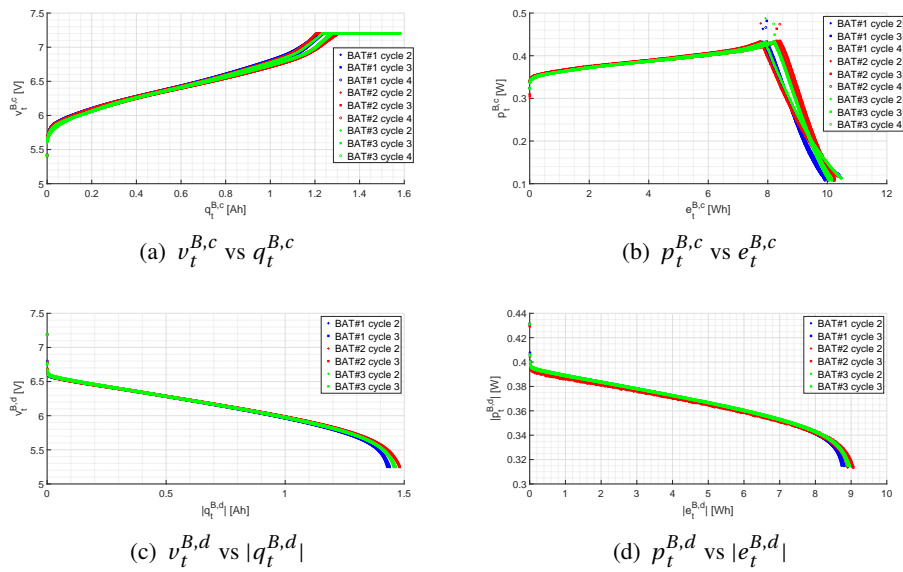 7.5
7
6.5
6
5.5
5
0
0.2
0.4
0.6
0.8
1
1.2
1.4
1.6
v_t^{B,c} [V]
q_t^{B,c} [Ah]
BAT#1 cycle 2
BAT#1 cycle 3
BAT#1 cycle 4
BAT#2 cycle 2
BAT#2 cycle 3
BAT#2 cycle 4
BAT#3 cycle 2
BAT#3 cycle 3
BAT#3 cycle 4
(a) v_t^{B,c} vs q_t^{B,c}
0.5
0.4
0.3
0.2
0.1
0
2
4
6
8
10
12
p_t^{B,c} [W]
e_t^{B,c} [Wh]
BAT#1 cycle 2
BAT#1 cycle 3
BAT#1 cycle 4
BAT#2 cycle 2
BAT#2 cycle 3
BAT#2 cycle 4
BAT#3 cycle 2
BAT#3 cycle 3
BAT#3 cycle 4
(b) p_t^{B,c} vs e_t^{B,c}
7.5
7
6.5
6
5.5
5
0
0.5
1
1.5
v_t^{B,d} [V]
|q_t^{B,d}| [Ah]
BAT#1 cycle 2
BAT#1 cycle 3
BAT#2 cycle 2
BAT#2 cycle 3
BAT#3 cycle 2
BAT#3 cycle 3
(c) v_t^{B,d} vs |q_t^{B,d}|
0.44
0.42
0.4
0.38
0.36
0.34
0.32
0.3
0
1
2
3
4
5
6
7
8
9
10
|p_t^{B,d}| [W]
|e_t^{B,d}| [Wh]
BAT#1 cycle 2
BAT#1 cycle 3
BAT#2 cycle 2
BAT#2 cycle 3
BAT#3 cycle 2
BAT#3 cycle 3
(d) p_t^{B,d} vs |e_t^{B,d}|